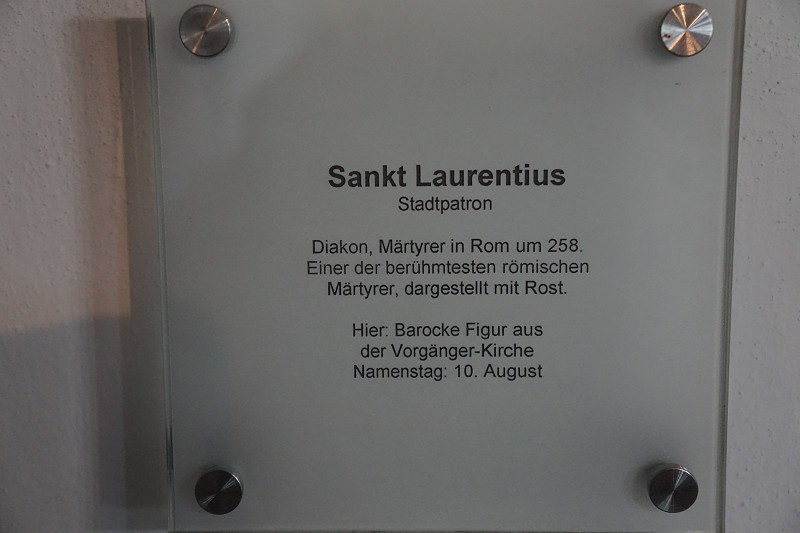 Sankt Laurentius
Stadtpatron
Diakon, Märtyrer in Rom um 258.
Einer der berühmtesten römischen
Märtyrer, dargestellt mit Rost.
Hier: Barocke Figur aus
der Vorgänger-Kirche
Namenstag: 10. August